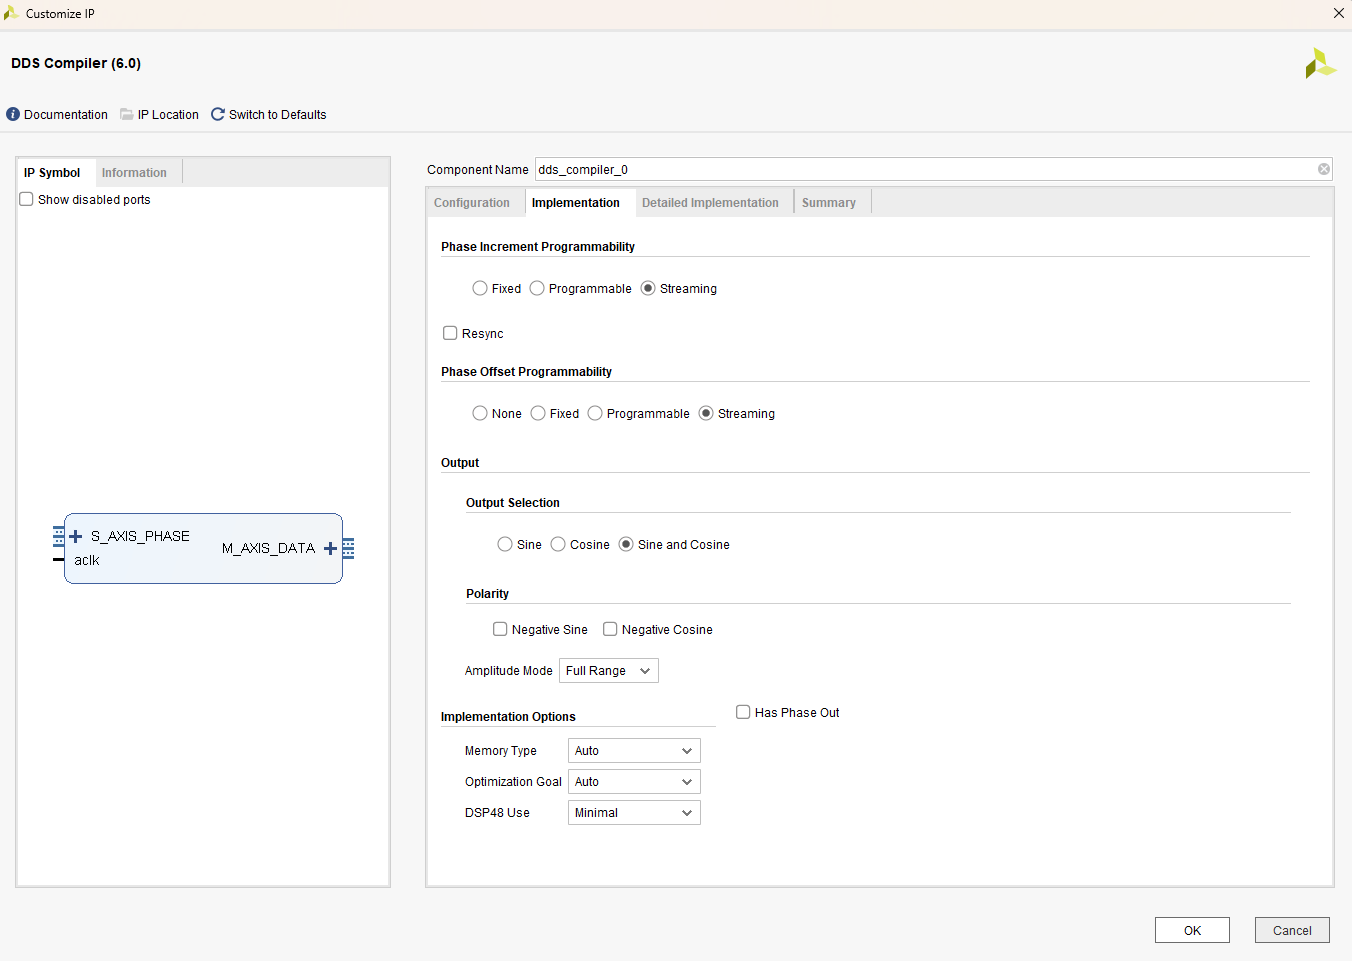 Customize IP
DDS Compiler (6.0)
Documentation IP Location Switch to Defaults
IP Symbol Information
Show disabled ports
S_AXIS_PHASE
M_AXIS_DATA
aclk
Component Name dds_compiler_0
Configuration Implementation Detailed Implementation Summary
Phase Increment Programmability
Fixed Programmable Streaming
Resync
Phase Offset Programmability
None Fixed Programmable Streaming
Output
Output Selection
Sine Cosine Sine and Cosine
Polarity
Negative Sine Negative Cosine
Amplitude Mode Full Range
Implementation Options Has Phase Out
Memory Type Auto
Optimization Goal Auto
DSP48 Use Minimal
OK Cancel